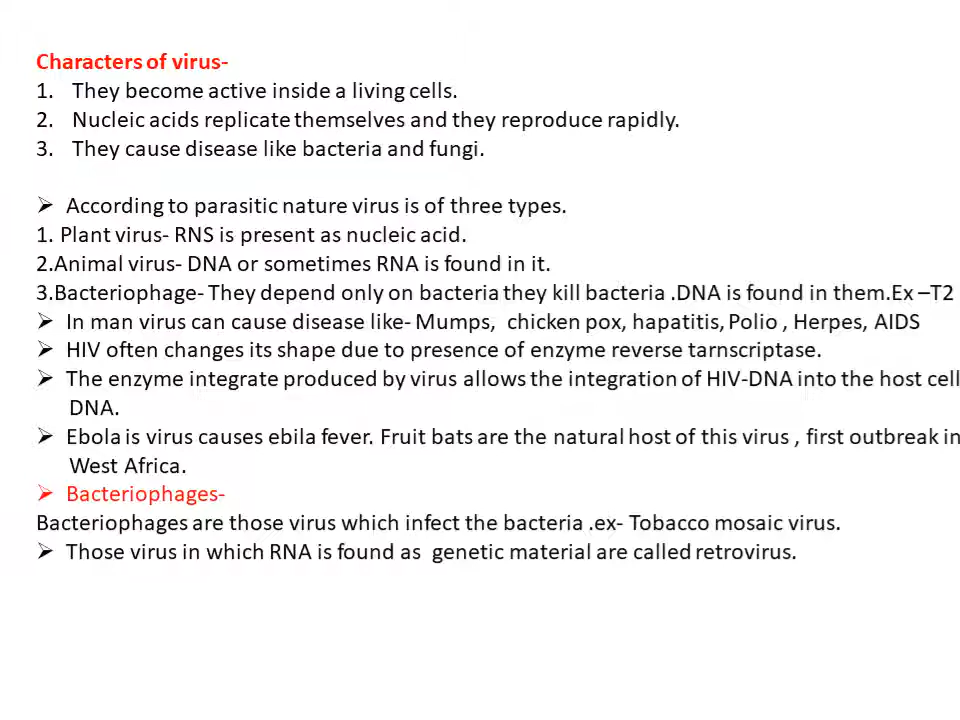 Characters of virus-
1. They become active inside a living cells.
2. Nucleic acids replicate themselves and they reproduce rapidly.
3. They cause disease like bacteria and fungi.
➢ According to parasitic nature virus is of three types.
1. Plant virus- RNS is present as nucleic acid.
2.Animal virus- DNA or sometimes RNA is found in it.
3.Bacteriophage- They depend only on bacteria they kill bacteria .DNA is found in them.Ex –T2
➢ In man virus can cause disease like- Mumps, chicken pox, hapatitis, Polio , Herpes, AIDS
➢ HIV often changes its shape due to presence of enzyme reverse tarnscriptase.
➢ The enzyme integrate produced by virus allows the integration of HIV-DNA into the host cell
DNA.
➢ Ebola is virus causes ebila fever. Fruit bats are the natural host of this virus , first outbreak in
West Africa.
➢ Bacteriophages-
Bacteriophages are those virus which infect the bacteria .ex- Tobacco mosaic virus.
➢ Those virus in which RNA is found as genetic material are called retrovirus.